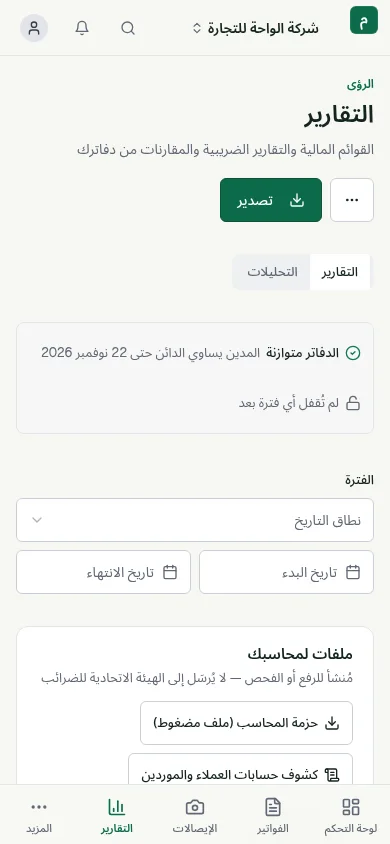 م
شركة الواحة للتجارة
الرؤى
التقارير
القوائم المالية والتقارير الضريبية والمقارنات من دفاترك
تصدير
التقارير
التحليلات
الدفاتر متوازنة المدين يساوي الدائن حتى 22 نوفمبر 2026
لم تُقفل أي فترة بعد
الفترة
نطاق التاريخ
تاريخ البدء
تاريخ الانتهاء
ملفات لمحاسبك
مُنشأ للرفع أو الفحص — لا يُرسَل إلى الهيئة الاتحادية للضرائب
حزمة المحاسب (ملف مضغوط)
كشوف حسابات العملاء والموردين
لوحة التحكم
الفواتير
الإيصالات
التقارير
المزيد